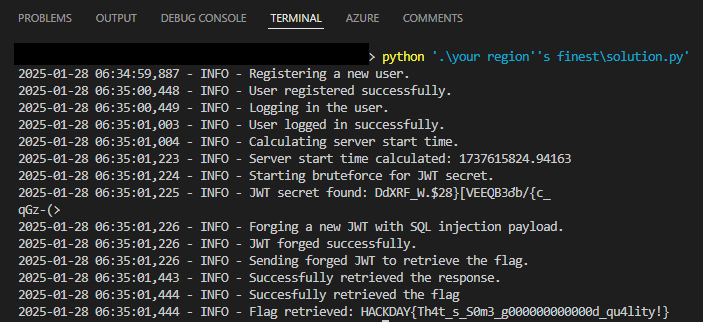 PROBLEMS OUTPUT DEBUG CONSOLE TERMINAL AZURE COMMENTS
> python '.\your region''s finest\solution.py'
2025-01-28 06:34:59,887 - INFO - Registering a new user.
2025-01-28 06:35:00,448 - INFO - User registered successfully.
2025-01-28 06:35:00,449 - INFO - Logging in the user.
2025-01-28 06:35:01,003 - INFO - User logged in successfully.
2025-01-28 06:35:01,004 - INFO - Calculating server start time.
2025-01-28 06:35:01,223 - INFO - Server start time calculated: 1737615824.94163
2025-01-28 06:35:01,224 - INFO - Starting bruteforce for JWT secret.
2025-01-28 06:35:01,225 - INFO - JWT secret found:
qGz-(>
2025-01-28 06:35:01,226 - INFO - Forging a new JWT with SQL injection payload.
2025-01-28 06:35:01,226 - INFO - JWT forged successfully.
2025-01-28 06:35:01,226 - INFO - Sending forged JWT to retrieve the flag.
2025-01-28 06:35:01,443 - INFO - Successfully retrieved the response.
2025-01-28 06:35:01,444 - INFO - Succesfully retrieved the flag
2025-01-28 06:35:01,444 - INFO - Flag retrieved: HACKDAY{Th4t_s_S0m3_g000000000000d_qu4lity!}